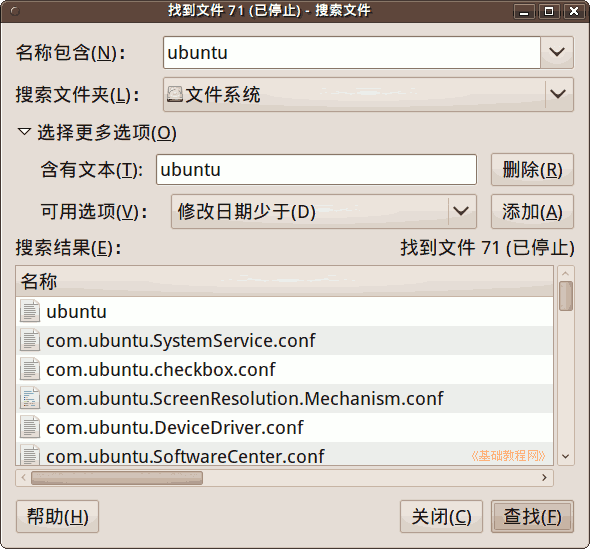 找到文件 71 (已停止) - 搜索文件
名称包含(N)： ubuntu
搜索文件夹(L)： 文件系统
选择更多选项(O)
含有文本(T): ubuntu 删除(R)
可用选项(V)： 修改日期少于(D) 添加(A)
搜索结果(E)： 找到文件 71 (已停止)
名称
ubuntu
com.ubuntu.SystemService.conf
com.ubuntu.checkbox.conf
com.ubuntu.ScreenResolution.Mechanism.conf
com.ubuntu.DeviceDriver.conf
com.ubuntu.SoftwareCenter.conf
《基础教程网》
帮助(H) 关闭(C) 查找(F)